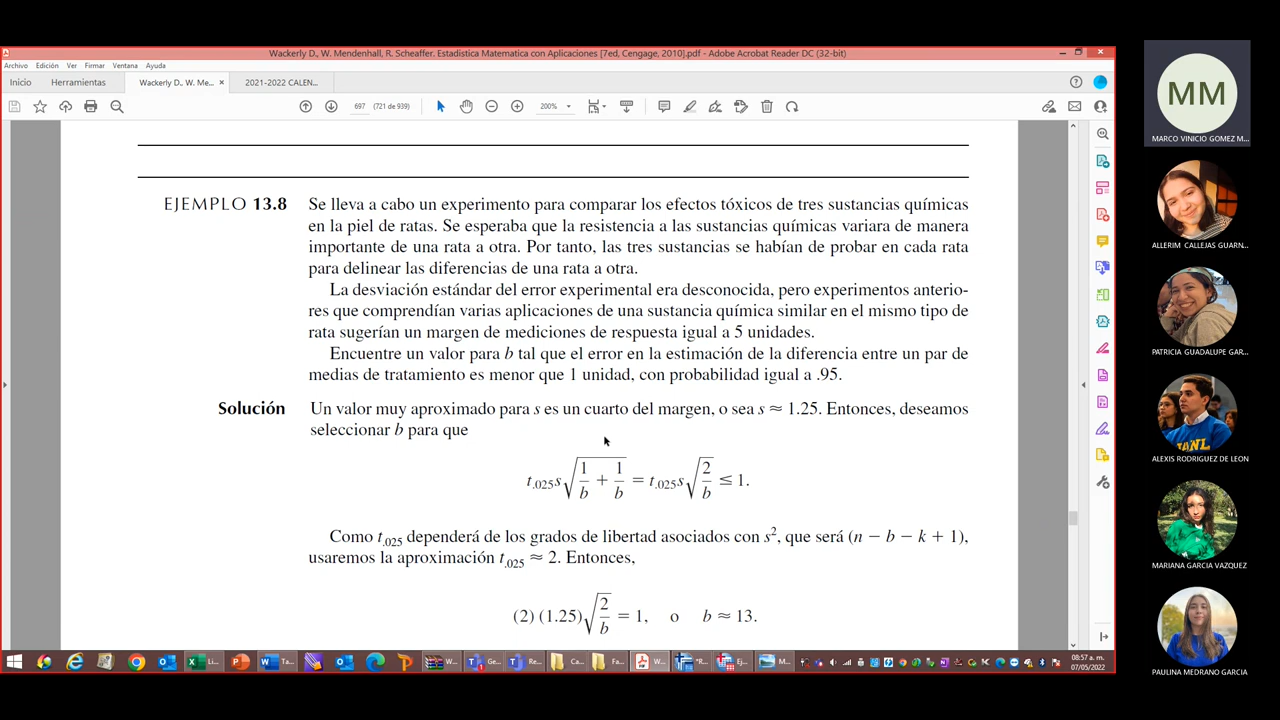 Wackerly D., W. Mendenhall, R. Scheaffer. Estadistica Matematica con Aplicaciones [7ed, Cengage, 2010].pdf - Adobe Acrobat Reader DC (32-bit)
Archivo Edición Ver Firmar Ventana Ayuda
Inicio Herramientas Wackerly D., W. Me... × 2021-2022 CALEN...
697 (721 de 939) 200%
EJEMPLO 13.8 Se lleva a cabo un experimento para comparar los efectos tóxicos de tres sustancias químicas
en la piel de ratas. Se esperaba que la resistencia a las sustancias químicas variara de manera
importante de una rata a otra. Por tanto, las tres sustancias se habían de probar en cada rata
para delinear las diferencias de una rata a otra.
La desviación estándar del error experimental era desconocida, pero experimentos anterio-
res que comprendían varias aplicaciones de una sustancia química similar en el mismo tipo de
rata sugerían un margen de mediciones de respuesta igual a 5 unidades.
Encuentre un valor para b tal que el error en la estimación de la diferencia entre un par de
medias de tratamiento es menor que 1 unidad, con probabilidad igual a .95.
Solución Un valor muy aproximado para s es un cuarto del margen, o sea s ≈ 1.25. Entonces, deseamos
seleccionar b para que
t.025s√(1/b + 1/b) = t.025s√(2/b) ≤ 1.
Como t.025 dependerá de los grados de libertad asociados con s², que será (n − b − k + 1),
usaremos la aproximación t.025 ≈ 2. Entonces,
(2) (1.25)√(2/b) = 1, o b ≈ 13.
MM
MARCO VINICIO GOMEZ M...
ALLERIM CALLEJAS GUARN...
PATRICIA GUADALUPE GAR...
ALEXIS RODRIGUEZ DE LEON
MARIANA GARCIA VAZQUEZ
PAULINA MEDRANO GARCIA
Li... Ta... W... Ge... Re... Ca... Fa... W... Ej... M...
08:57 a. m.
07/05/2022